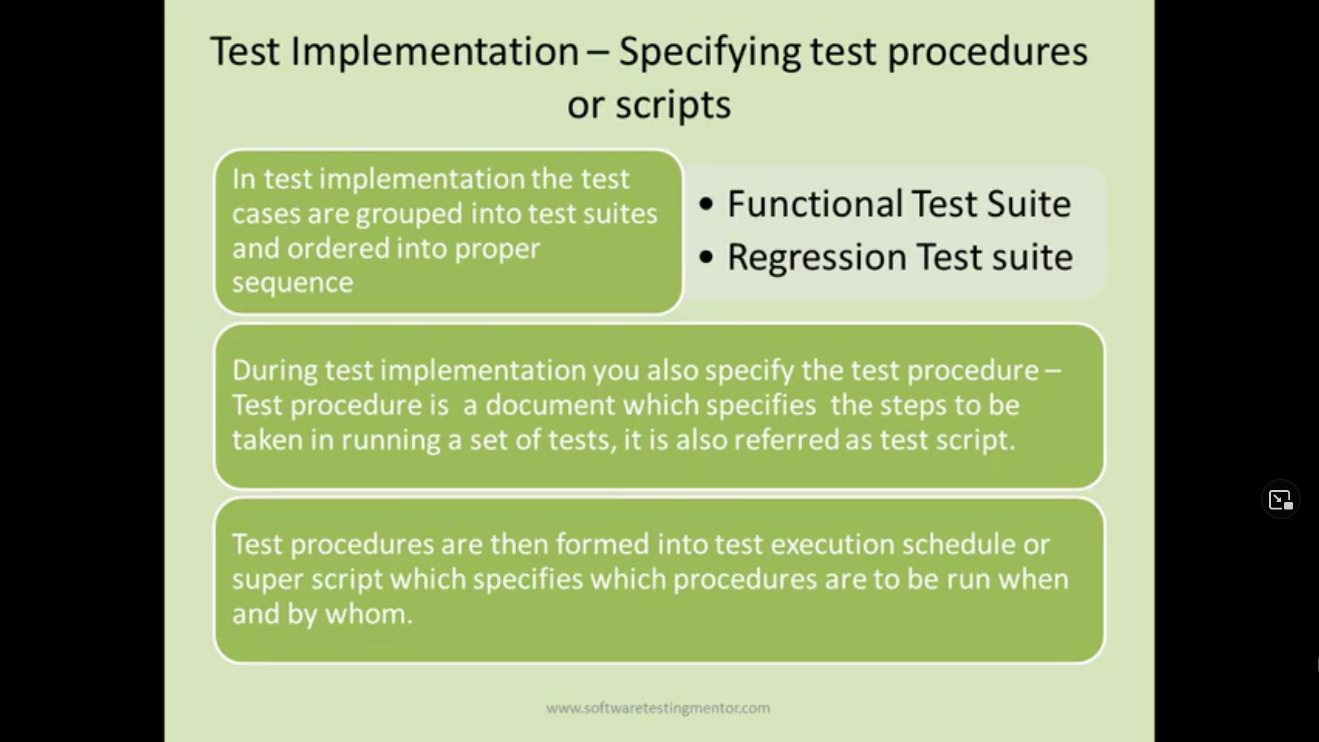 Test Implementation – Specifying test procedures
or scripts
In test implementation the test
cases are grouped into test suites
and ordered into proper
sequence
• Functional Test Suite
• Regression Test suite
During test implementation you also specify the test procedure –
Test procedure is  a document which specifies  the steps to be
taken in running a set of tests, it is also referred as test script.
Test procedures are then formed into test execution schedule or
super script which specifies which procedures are to be run when
and by whom.
www.softwaretestingmentor.com